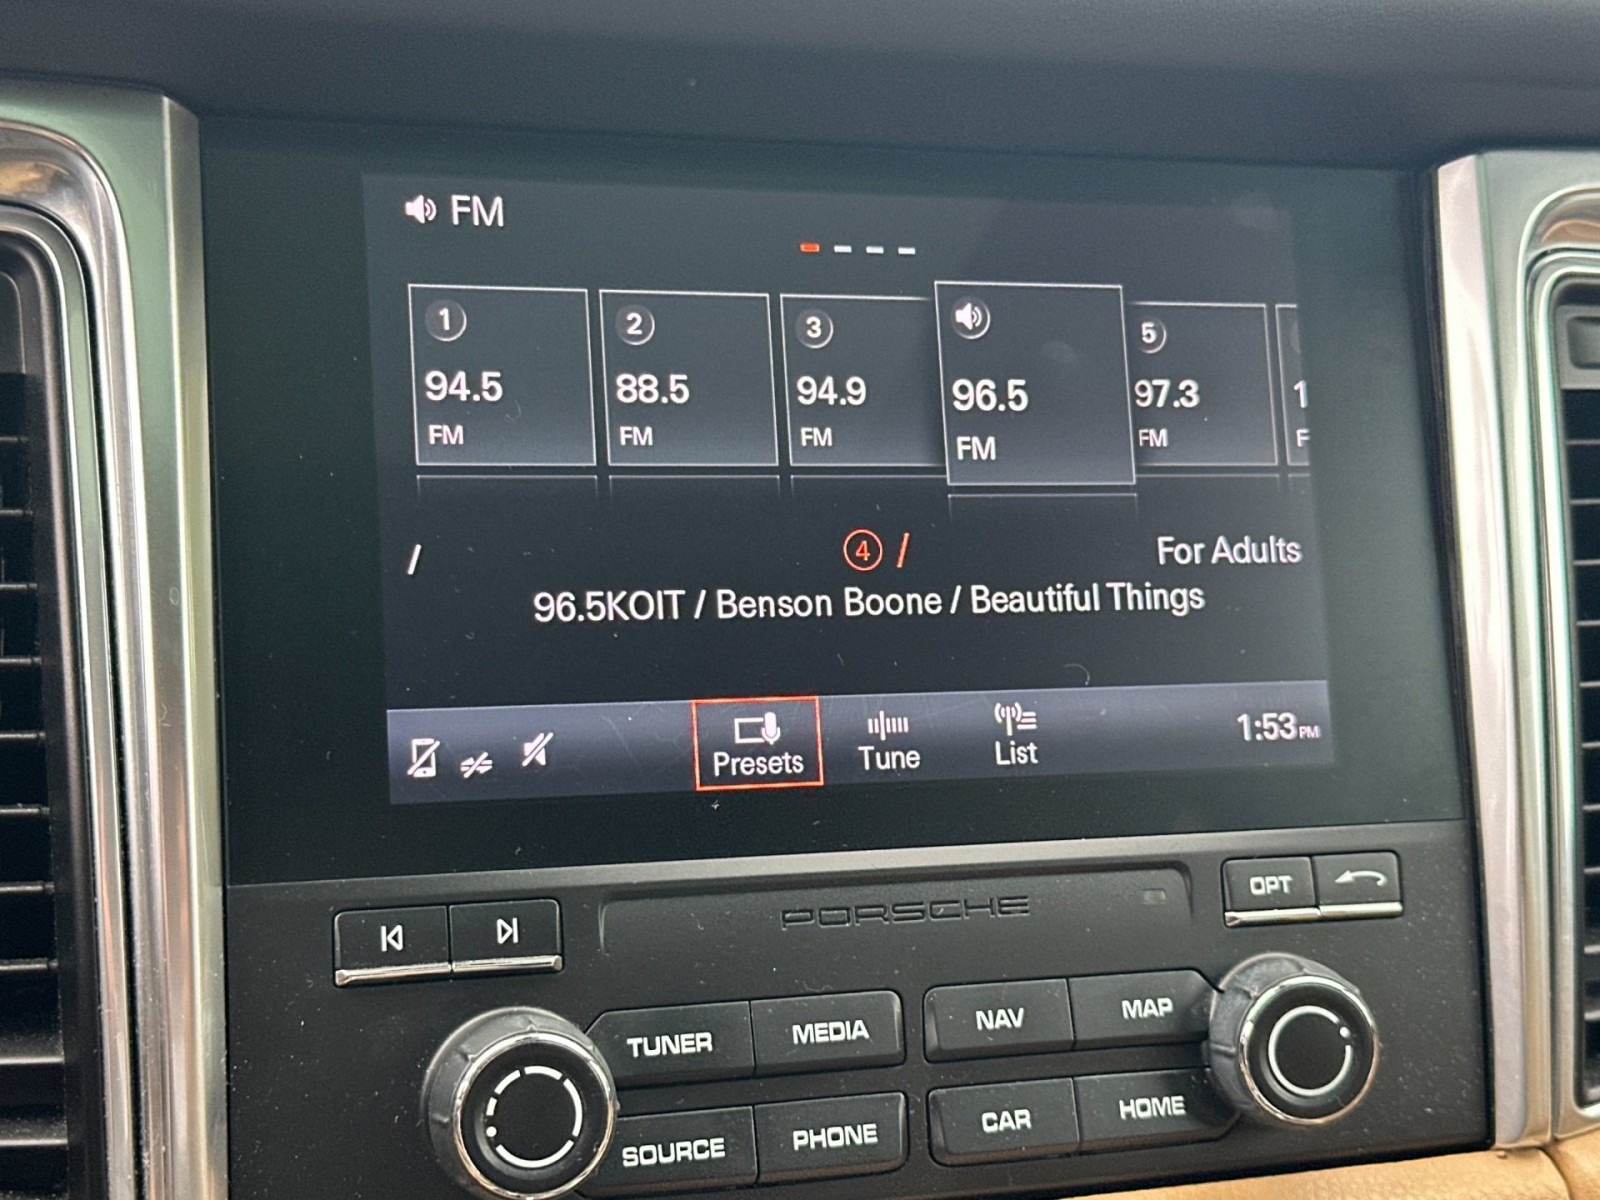 FM
1
94.5
FM
2
88.5
FM
3
94.9
FM
96.5
FM
5
97.3
FM
1
F
/ 4 / For Adults
96.5KOIT / Benson Boone / Beautiful Things
Presets
Tune
List
1:53PM
PORSCHE
OPT
TUNER
MEDIA
NAV
MAP
SOURCE
PHONE
CAR
HOME